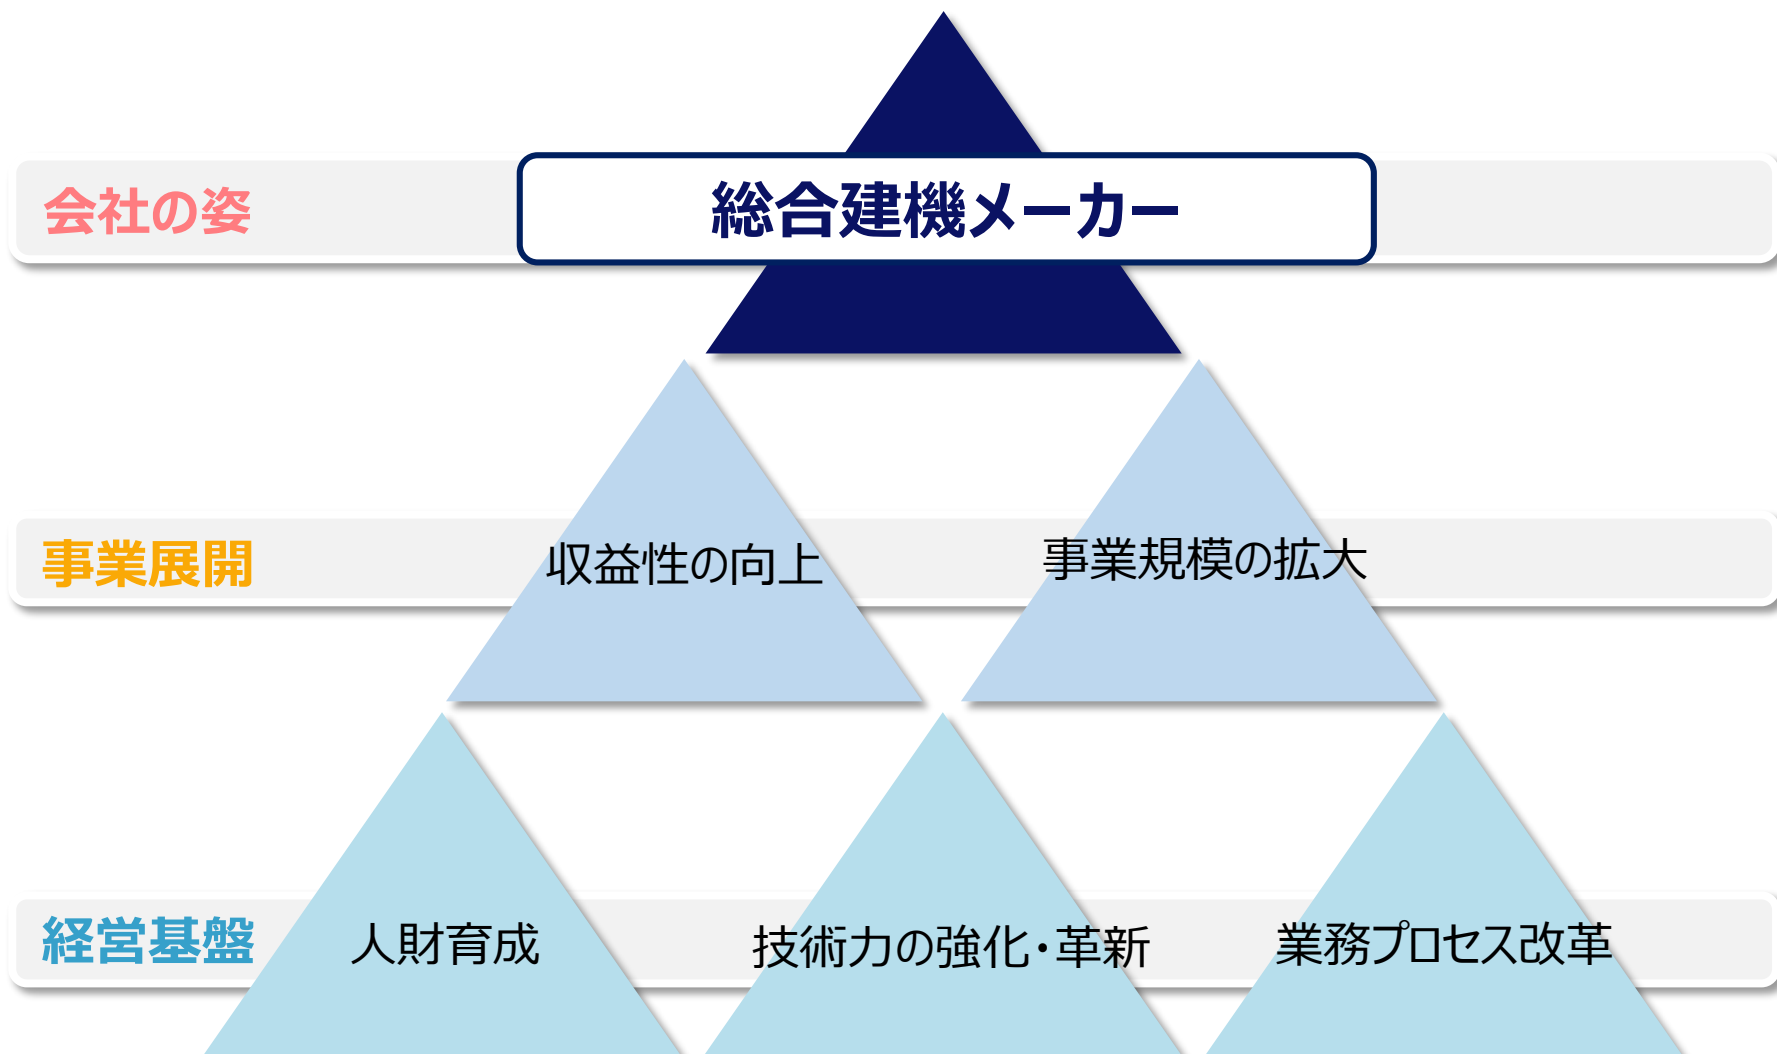 会社の姿
総合建機メーカー
事業展開
収益性の向上
事業規模の拡大
経営基盤
人財育成
技術力の強化・革新
業務プロセス改革